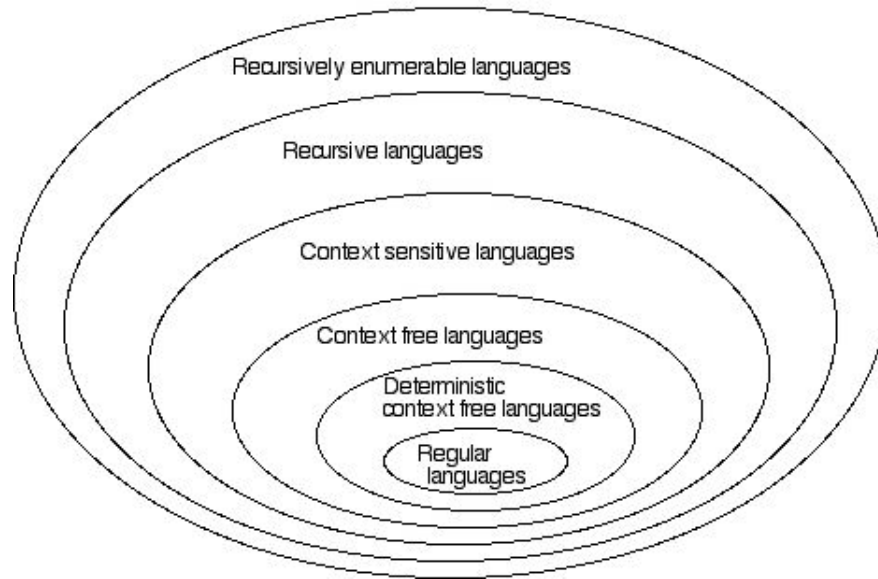 Recursively enumerable languages
Recursive languages
Context sensitive languages
Context free languages
Deterministic
context free languages
Regular
languages